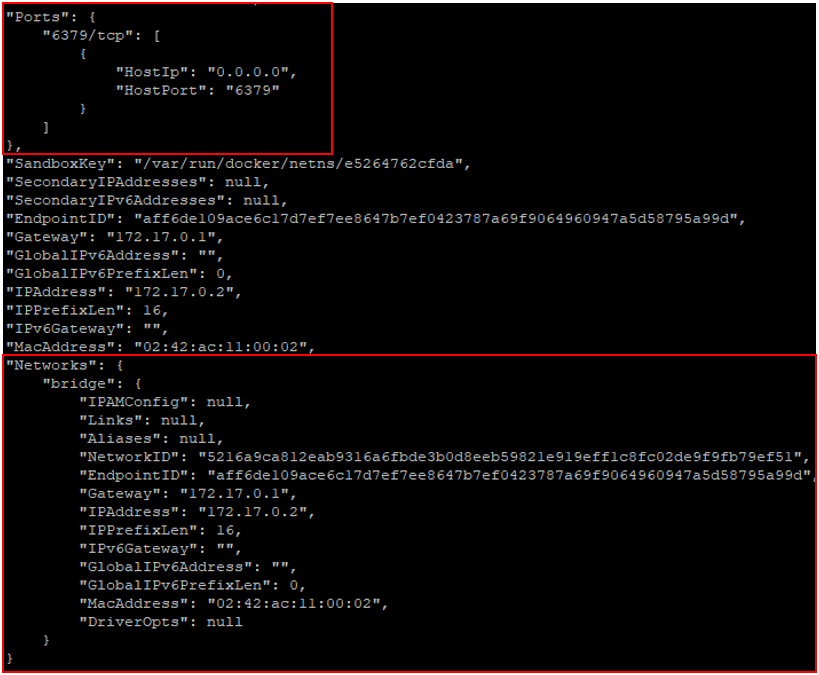 "Ports": {
    "6379/tcp": [
        {
            "HostIp": "0.0.0.0",
            "HostPort": "6379"
        }
    ]
},
"SandboxKey": "/var/run/docker/netns/e5264762cfda",
"SecondaryIPAddresses": null,
"SecondaryIPv6Addresses": null,
"EndpointID": "aff6de109ace6c17d7ef7ee8647b7ef0423787a69f9064960947a5d58795a99d",
"Gateway": "172.17.0.1",
"GlobalIPv6Address": "",
"GlobalIPv6PrefixLen": 0,
"IPAddress": "172.17.0.2",
"IPPrefixLen": 16,
"IPv6Gateway": "",
"MacAddress": "02:42:ac:11:00:02",
"Networks": {
    "bridge": {
        "IPAMConfig": null,
        "Links": null,
        "Aliases": null,
        "NetworkID": "5216a9ca812eab9316a6fbde3b0d8eeb59821e919eff1c8fc02de9f9fb79ef51",
        "EndpointID": "aff6de109ace6c17d7ef7ee8647b7ef0423787a69f9064960947a5d58795a99d",
        "Gateway": "172.17.0.1",
        "IPAddress": "172.17.0.2",
        "IPPrefixLen": 16,
        "IPv6Gateway": "",
        "GlobalIPv6Address": "",
        "GlobalIPv6PrefixLen": 0,
        "MacAddress": "02:42:ac:11:00:02",
        "DriverOpts": null
    }
}